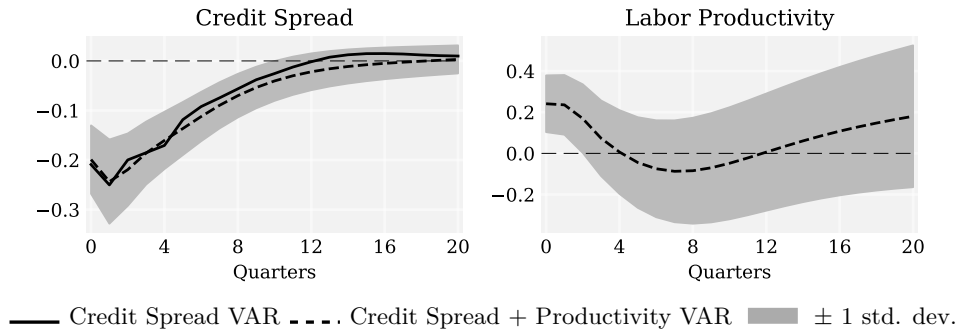 Credit Spread
0.0
−0.1
−0.2
−0.3
0 4 8 12 16 20
Quarters
Labor Productivity
0.4
0.2
0.0
−0.2
0 4 8 12 16 20
Quarters
Credit Spread VAR Credit Spread + Productivity VAR ± 1 std. dev.